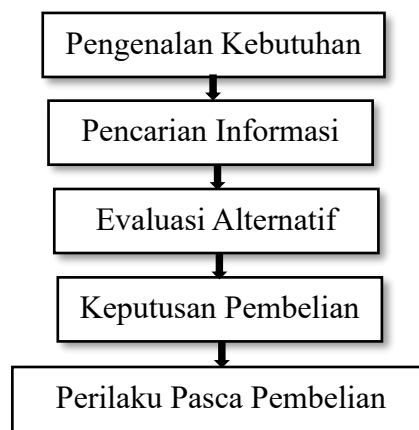 Pengenalan Kebutuhan
Pencarian Informasi
Evaluasi Alternatif
Keputusan Pembelian
Perilaku Pasca Pembelian